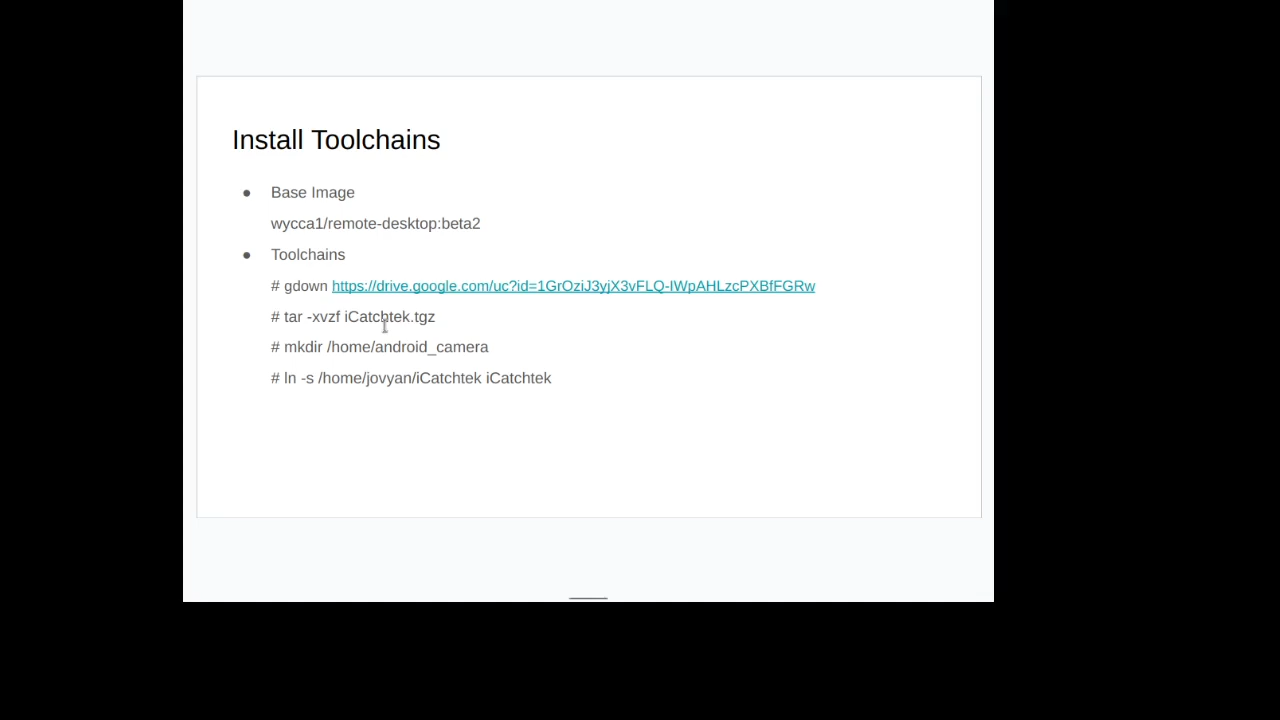 Install Toolchains
● Base Image
wycca1/remote-desktop:beta2
● Toolchains
# gdown https://drive.google.com/uc?id=1GrOziJ3yjX3vFLQ-IWpAHLzcPXBfFGRw
# tar -xvzf iCatchtek.tgz
# mkdir /home/android_camera
# ln -s /home/jovyan/iCatchtek iCatchtek